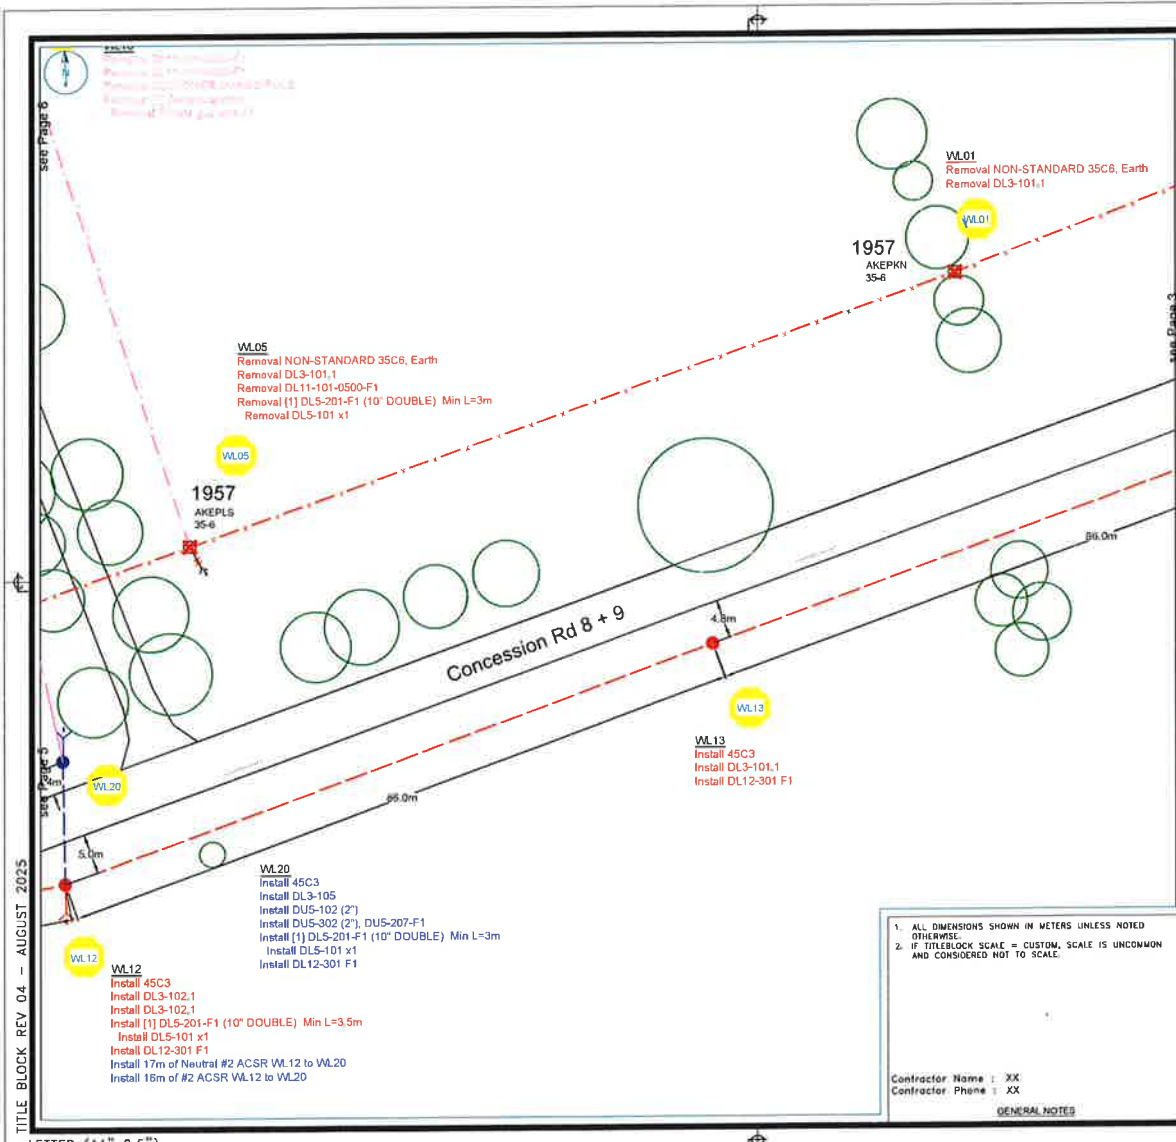 N
see Page 6
WL01
Removal NON-STANDARD 35C6, Earth
Removal DL3-101.1
WL01
1957
AKEPKN
35-6
see Page 3
WL05
Removal NON-STANDARD 35C6, Earth
Removal DL3-101.1
Removal DL11-101-0500-F1
Removal [1] DL5-201-F1 (10" DOUBLE) Min L=3m
Removal DL5-101 x1
WL05
1957
AKEPLS
35-6
86.0m
4.8m
Concession Rd 8 + 9
WL13
WL13
Install 45C3
Install DL3-101.1
Install DL12-301 F1
see Page 5
4m
WL20
86.0m
5.0m
WL20
Install 45C3
Install DL3-105
Install DU5-102 (2")
Install DU5-302 (2"), DU5-207-F1
Install [1] DL5-201-F1 (10" DOUBLE) Min L=3m
Install DL5-101 x1
Install DL12-301 F1
WL12
WL12
Install 45C3
Install DL3-102.1
Install DL3-102.1
Install [1] DL5-201-F1 (10" DOUBLE) Min L=3.5m
Install DL5-101 x1
Install DL12-301 F1
Install 17m of Neutral #2 ACSR WL12 to WL20
Install 16m of #2 ACSR WL12 to WL20
1. ALL DIMENSIONS SHOWN IN METERS UNLESS NOTED
OTHERWISE.
2. IF TITLEBLOCK SCALE = CUSTOM, SCALE IS UNCOMMON
AND CONSIDERED NOT TO SCALE.
Contractor Name : XX
Contractor Phone : XX
GENERAL NOTES
TITLE BLOCK REV 04 - AUGUST 2025